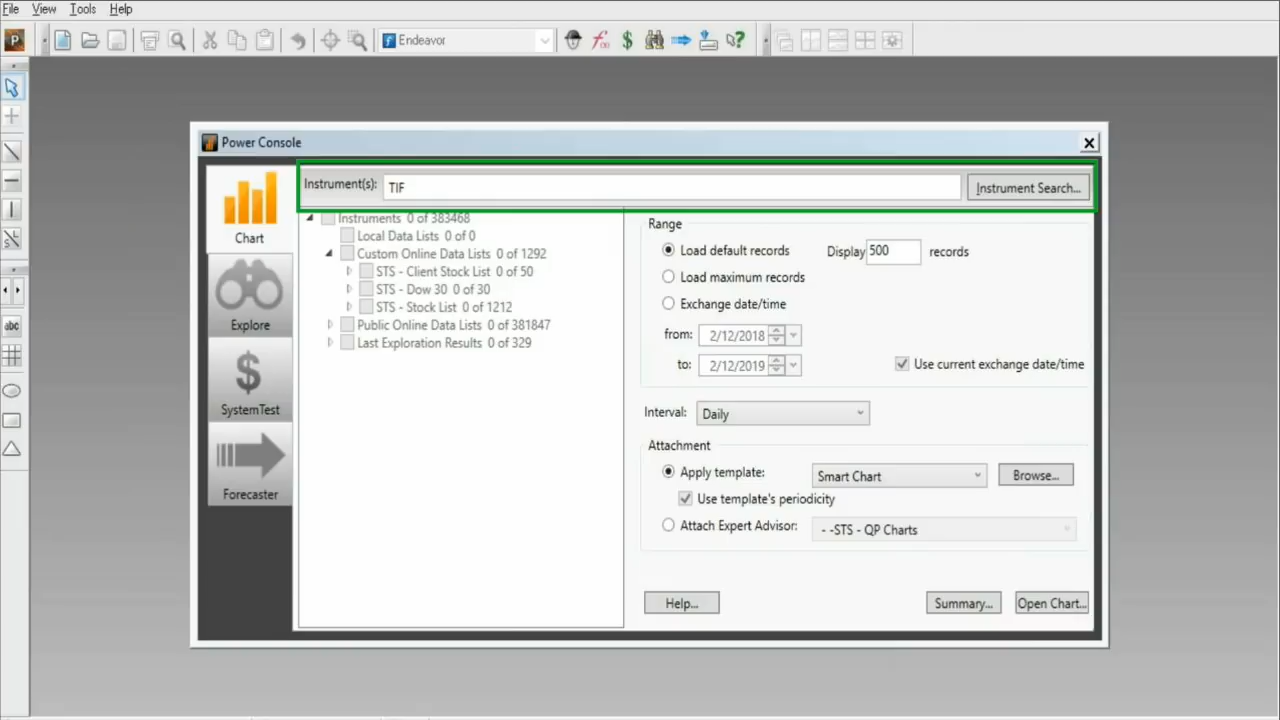 File View Tools Help
P
Endeavor
Power Console
Instrument(s): TIF Instrument Search...
Chart
Explore
SystemTest
Forecaster
Instruments 0 of 383468
Local Data Lists 0 of 0
Custom Online Data Lists 0 of 1292
STS - Client Stock List 0 of 50
STS - Dow 30 0 of 30
STS - Stock List 0 of 1212
Public Online Data Lists 0 of 381847
Last Exploration Results 0 of 329
Range
Load default records Display 500 records
Load maximum records
Exchange date/time
from: 2/12/2018
to: 2/12/2019 Use current exchange date/time
Interval: Daily
Attachment
Apply template: Smart Chart Browse...
Use template's periodicity
Attach Expert Advisor: - -STS - QP Charts
Help... Summary... Open Chart...
abc